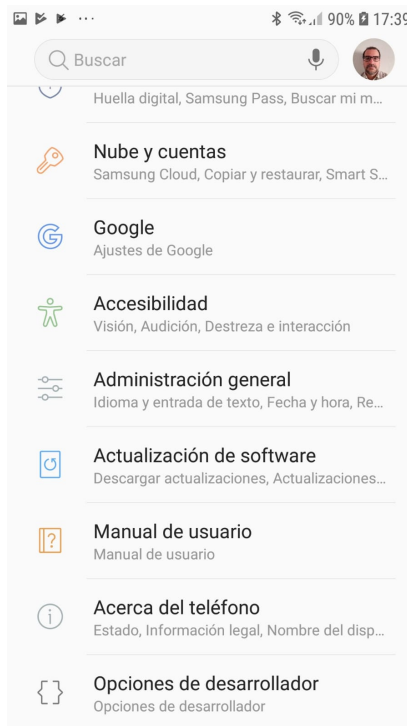 90% 17:39
Buscar
Huella digital, Samsung Pass, Buscar mi m...
Nube y cuentas
Samsung Cloud, Copiar y restaurar, Smart S...
Google
Ajustes de Google
Accesibilidad
Visión, Audición, Destreza e interacción
Administración general
Idioma y entrada de texto, Fecha y hora, Re...
Actualización de software
Descargar actualizaciones, Actualizaciones...
Manual de usuario
Manual de usuario
Acerca del teléfono
Estado, Información legal, Nombre del disp...
Opciones de desarrollador
Opciones de desarrollador